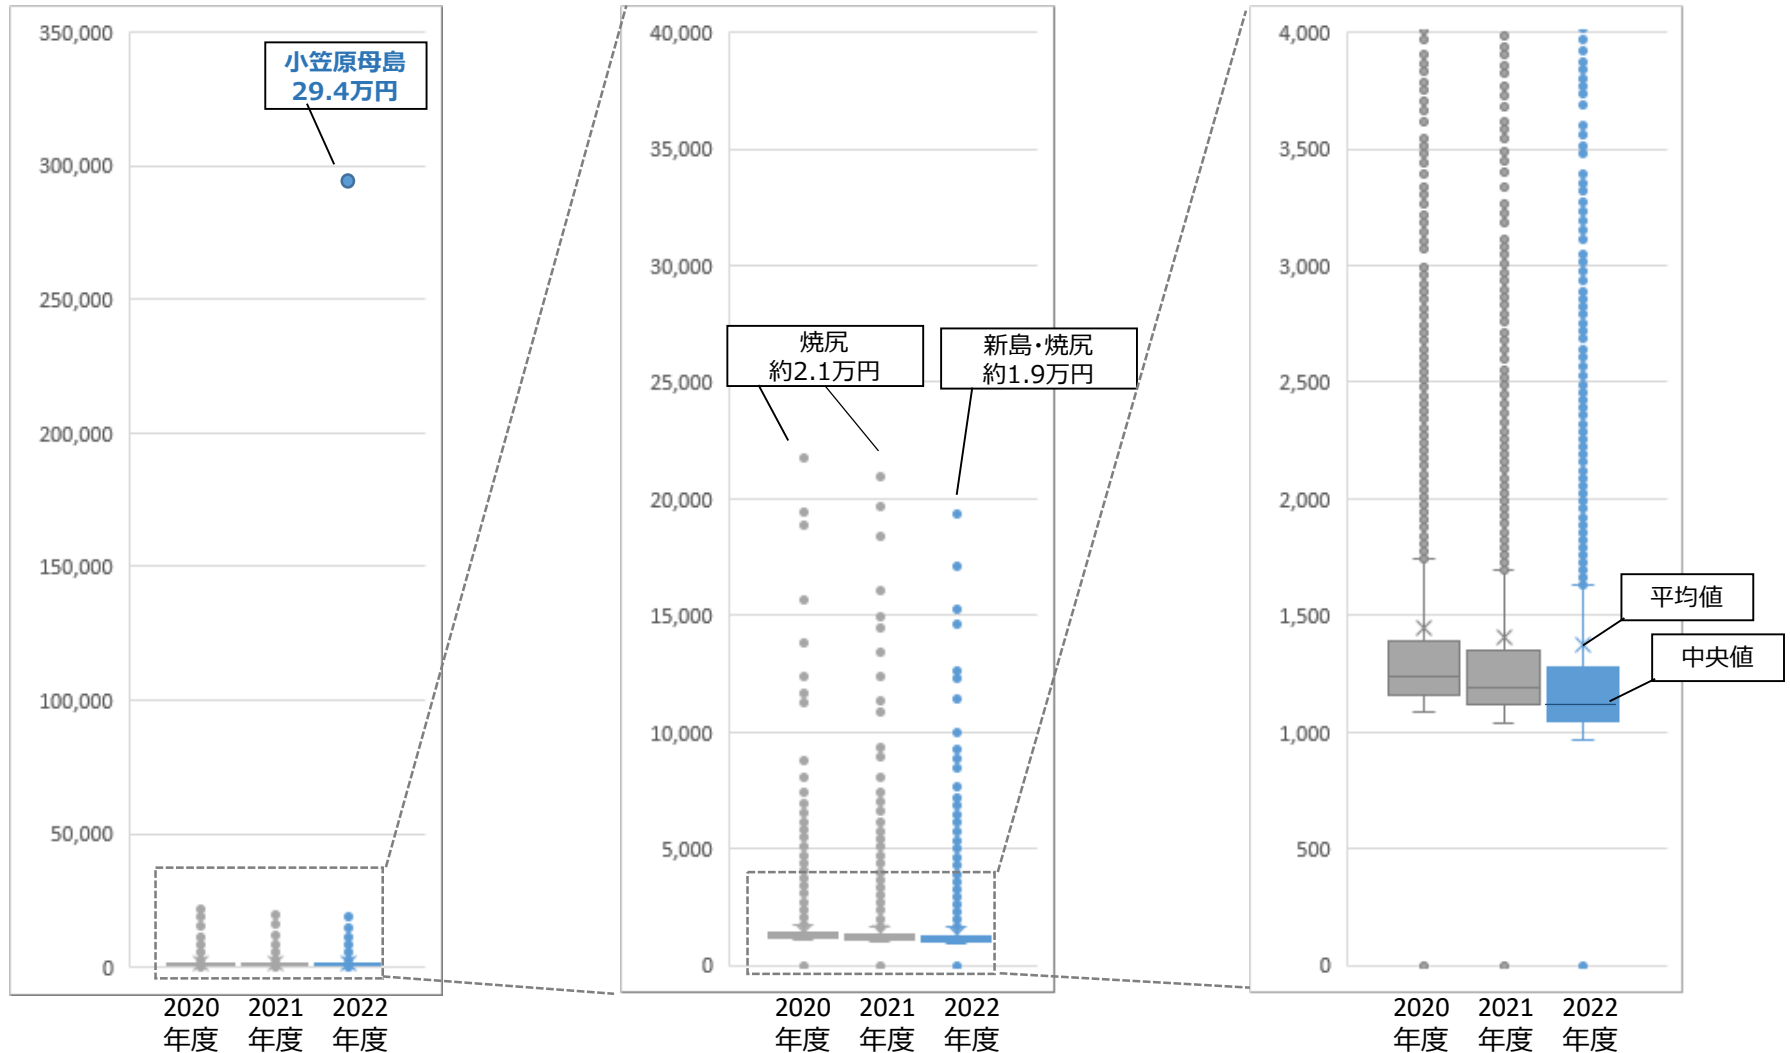 350,000
300,000
250,000
200,000
150,000
100,000
50,000
0
小笠原母島
29.4万円
2020
年度
2021
年度
2022
年度
40,000
35,000
30,000
25,000
20,000
15,000
10,000
5,000
0
焼尻
約2.1万円
新島・焼尻
約1.9万円
2020
年度
2021
年度
2022
年度
4,000
3,500
3,000
2,500
2,000
1,500
1,000
500
0
平均値
中央値
2020
年度
2021
年度
2022
年度